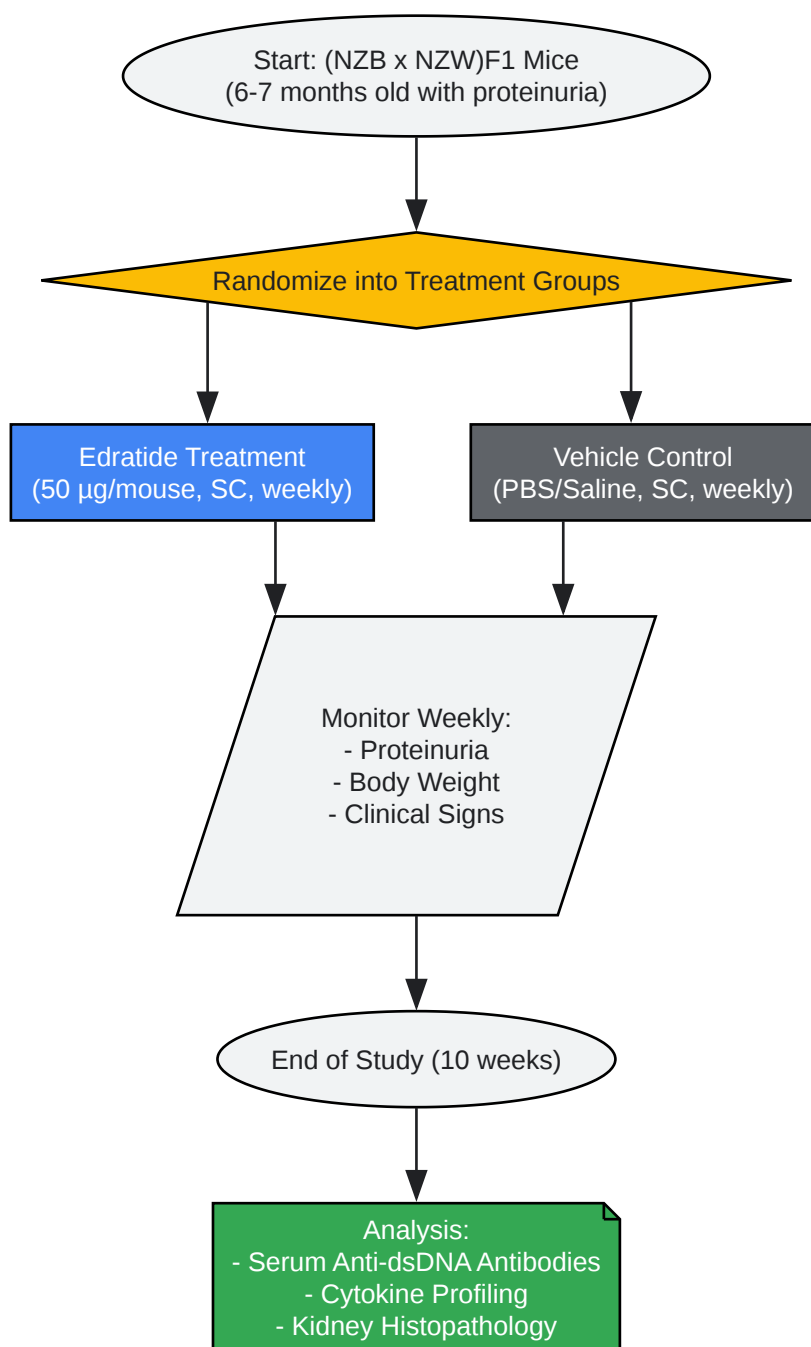 Start: (NZB x NZW)F1 Mice
(6-7 months old with proteinuria)
Randomize into Treatment Groups
Edratide Treatment
(50 µg/mouse, SC, weekly)
Vehicle Control
(PBS/Saline, SC, weekly)
Monitor Weekly:
- Proteinuria
- Body Weight
- Clinical Signs
End of Study (10 weeks)
Analysis:
- Serum Anti-dsDNA Antibodies
- Cytokine Profiling
- Kidney Histopathology